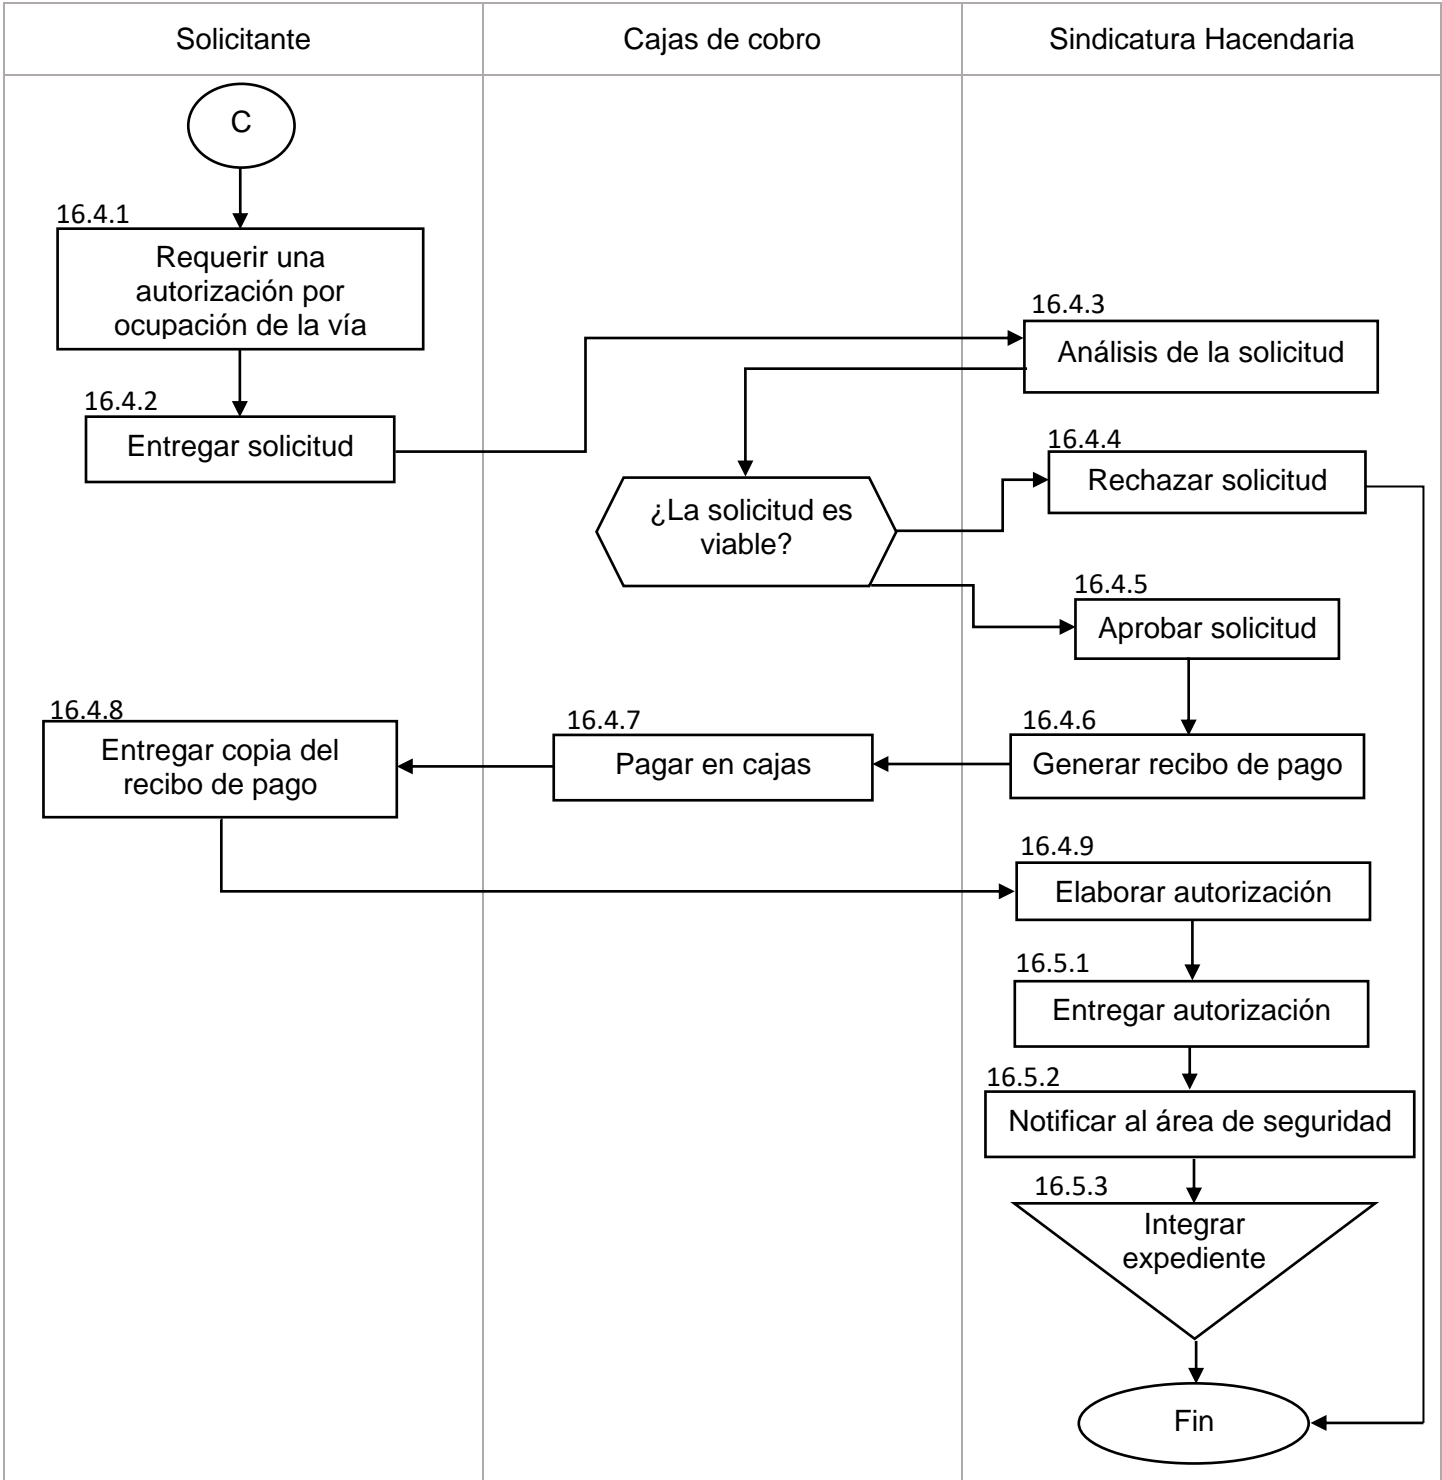 Solicitante
Cajas de cobro
Sindicatura Hacendaria
C
16.4.1
Requerir una
autorización por
ocupación de la vía
16.4.2
Entregar solicitud
16.4.3
Análisis de la solicitud
¿La solicitud es
viable?
16.4.4
Rechazar solicitud
16.4.5
Aprobar solicitud
16.4.6
Generar recibo de pago
16.4.7
Pagar en cajas
16.4.8
Entregar copia del
recibo de pago
16.4.9
Elaborar autorización
16.5.1
Entregar autorización
16.5.2
Notificar al área de seguridad
16.5.3
Integrar
expediente
Fin